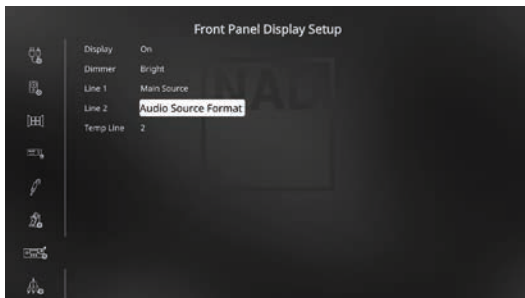 Front Panel Display Setup
Display On
Dimmer Bright
Line 1 Main Source
Line 2 Audio Source Format
Temp Line 2
NAD